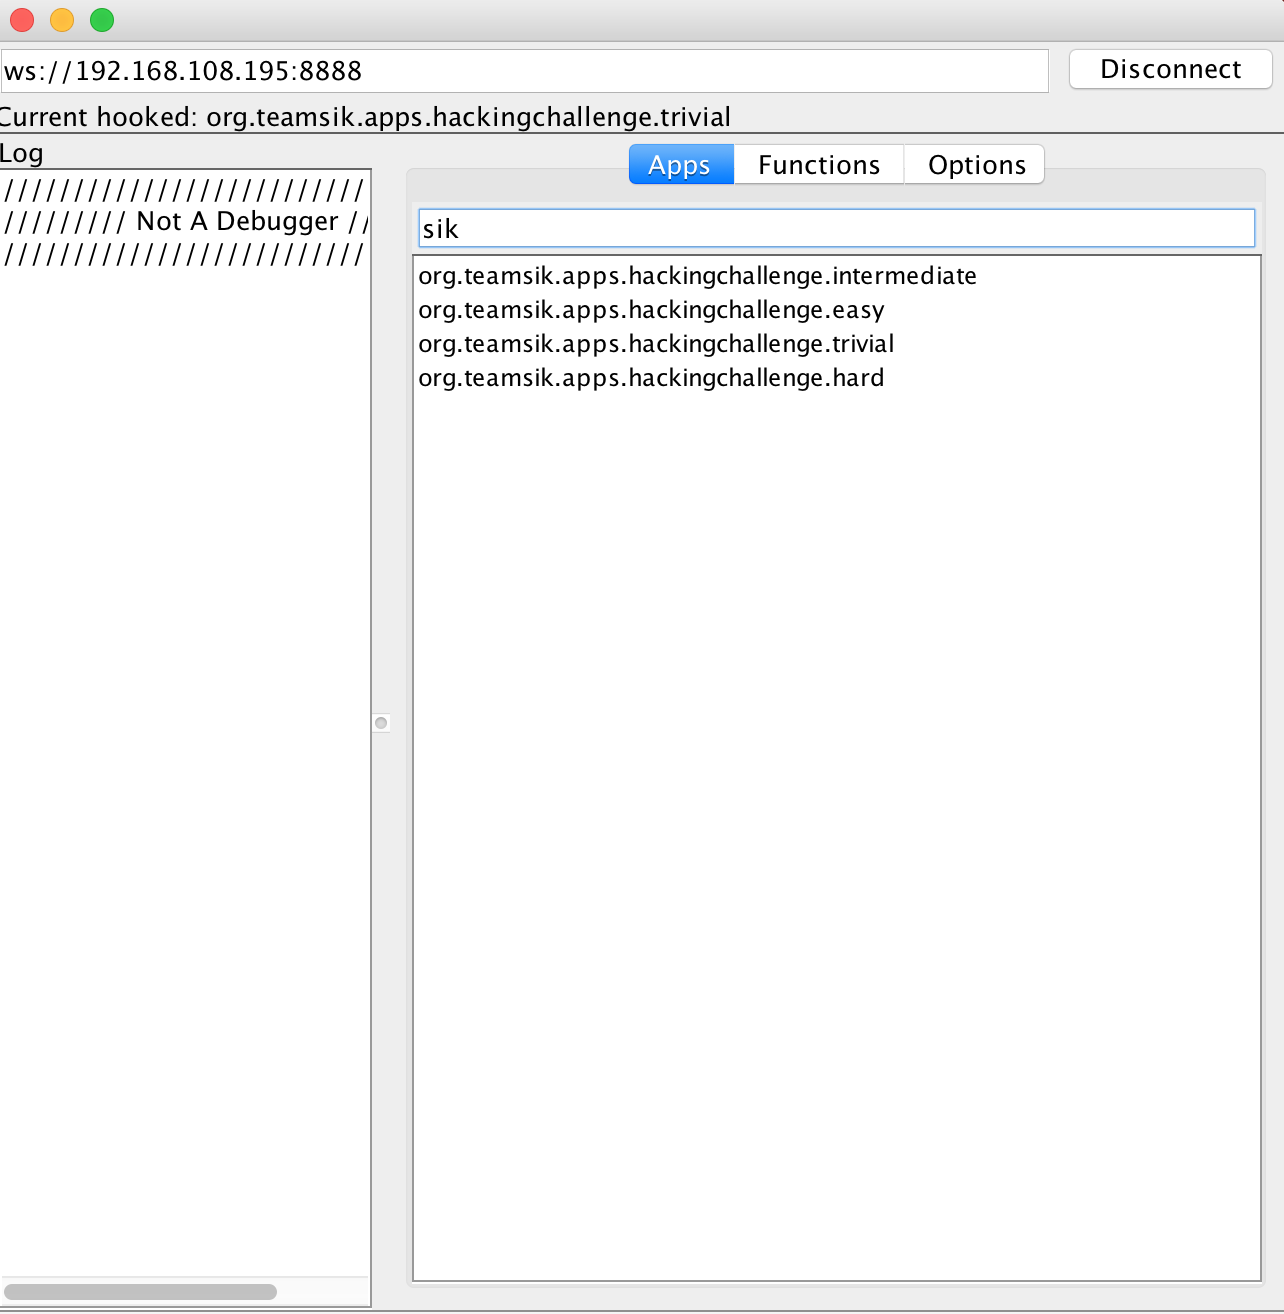 ws://192.168.108.195:8888
Disconnect
Current hooked: org.teamsik.apps.hackingchallenge.trivial
Log
//////////////////////////
///////// Not A Debugger //
//////////////////////////
Apps Functions Options
sik
org.teamsik.apps.hackingchallenge.intermediate
org.teamsik.apps.hackingchallenge.easy
org.teamsik.apps.hackingchallenge.trivial
org.teamsik.apps.hackingchallenge.hard